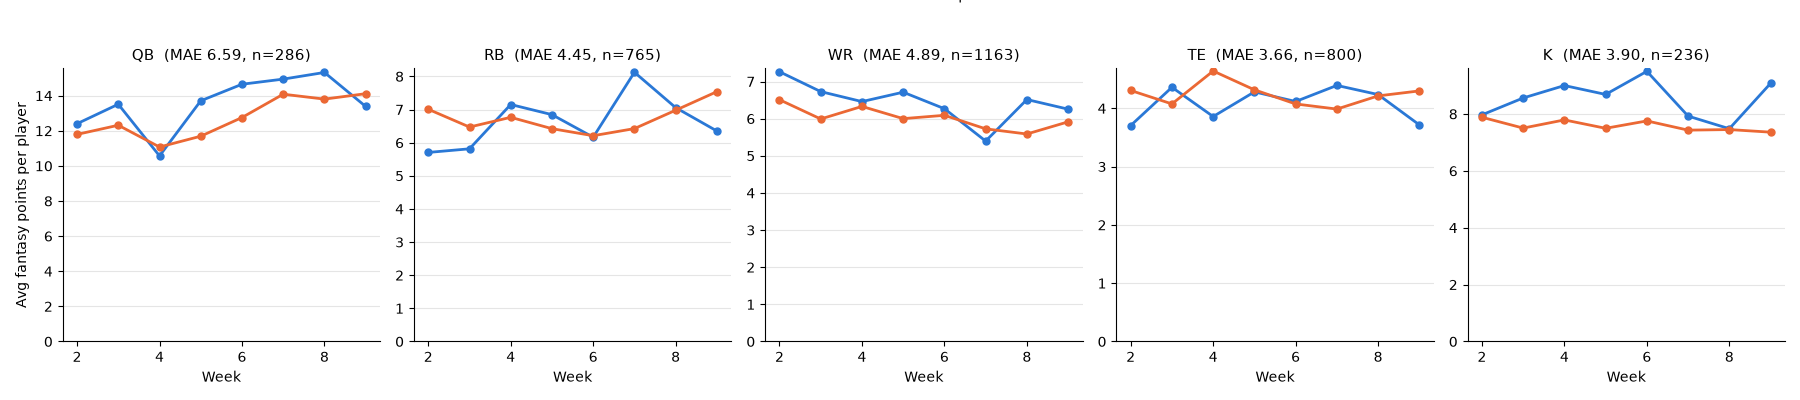 QB  (MAE 6.59, n=286)
RB  (MAE 4.45, n=765)
WR  (MAE 4.89, n=1163)
TE  (MAE 3.66, n=800)
K  (MAE 3.90, n=236)
Avg fantasy points per player
14
12
10
8
6
4
2
0
8
7
6
5
4
3
2
1
0
7
6
5
4
3
2
1
0
4
3
2
1
0
8
6
4
2
0
2 4 6 8
2 4 6 8
2 4 6 8
2 4 6 8
2 4 6 8
Week
Week
Week
Week
Week